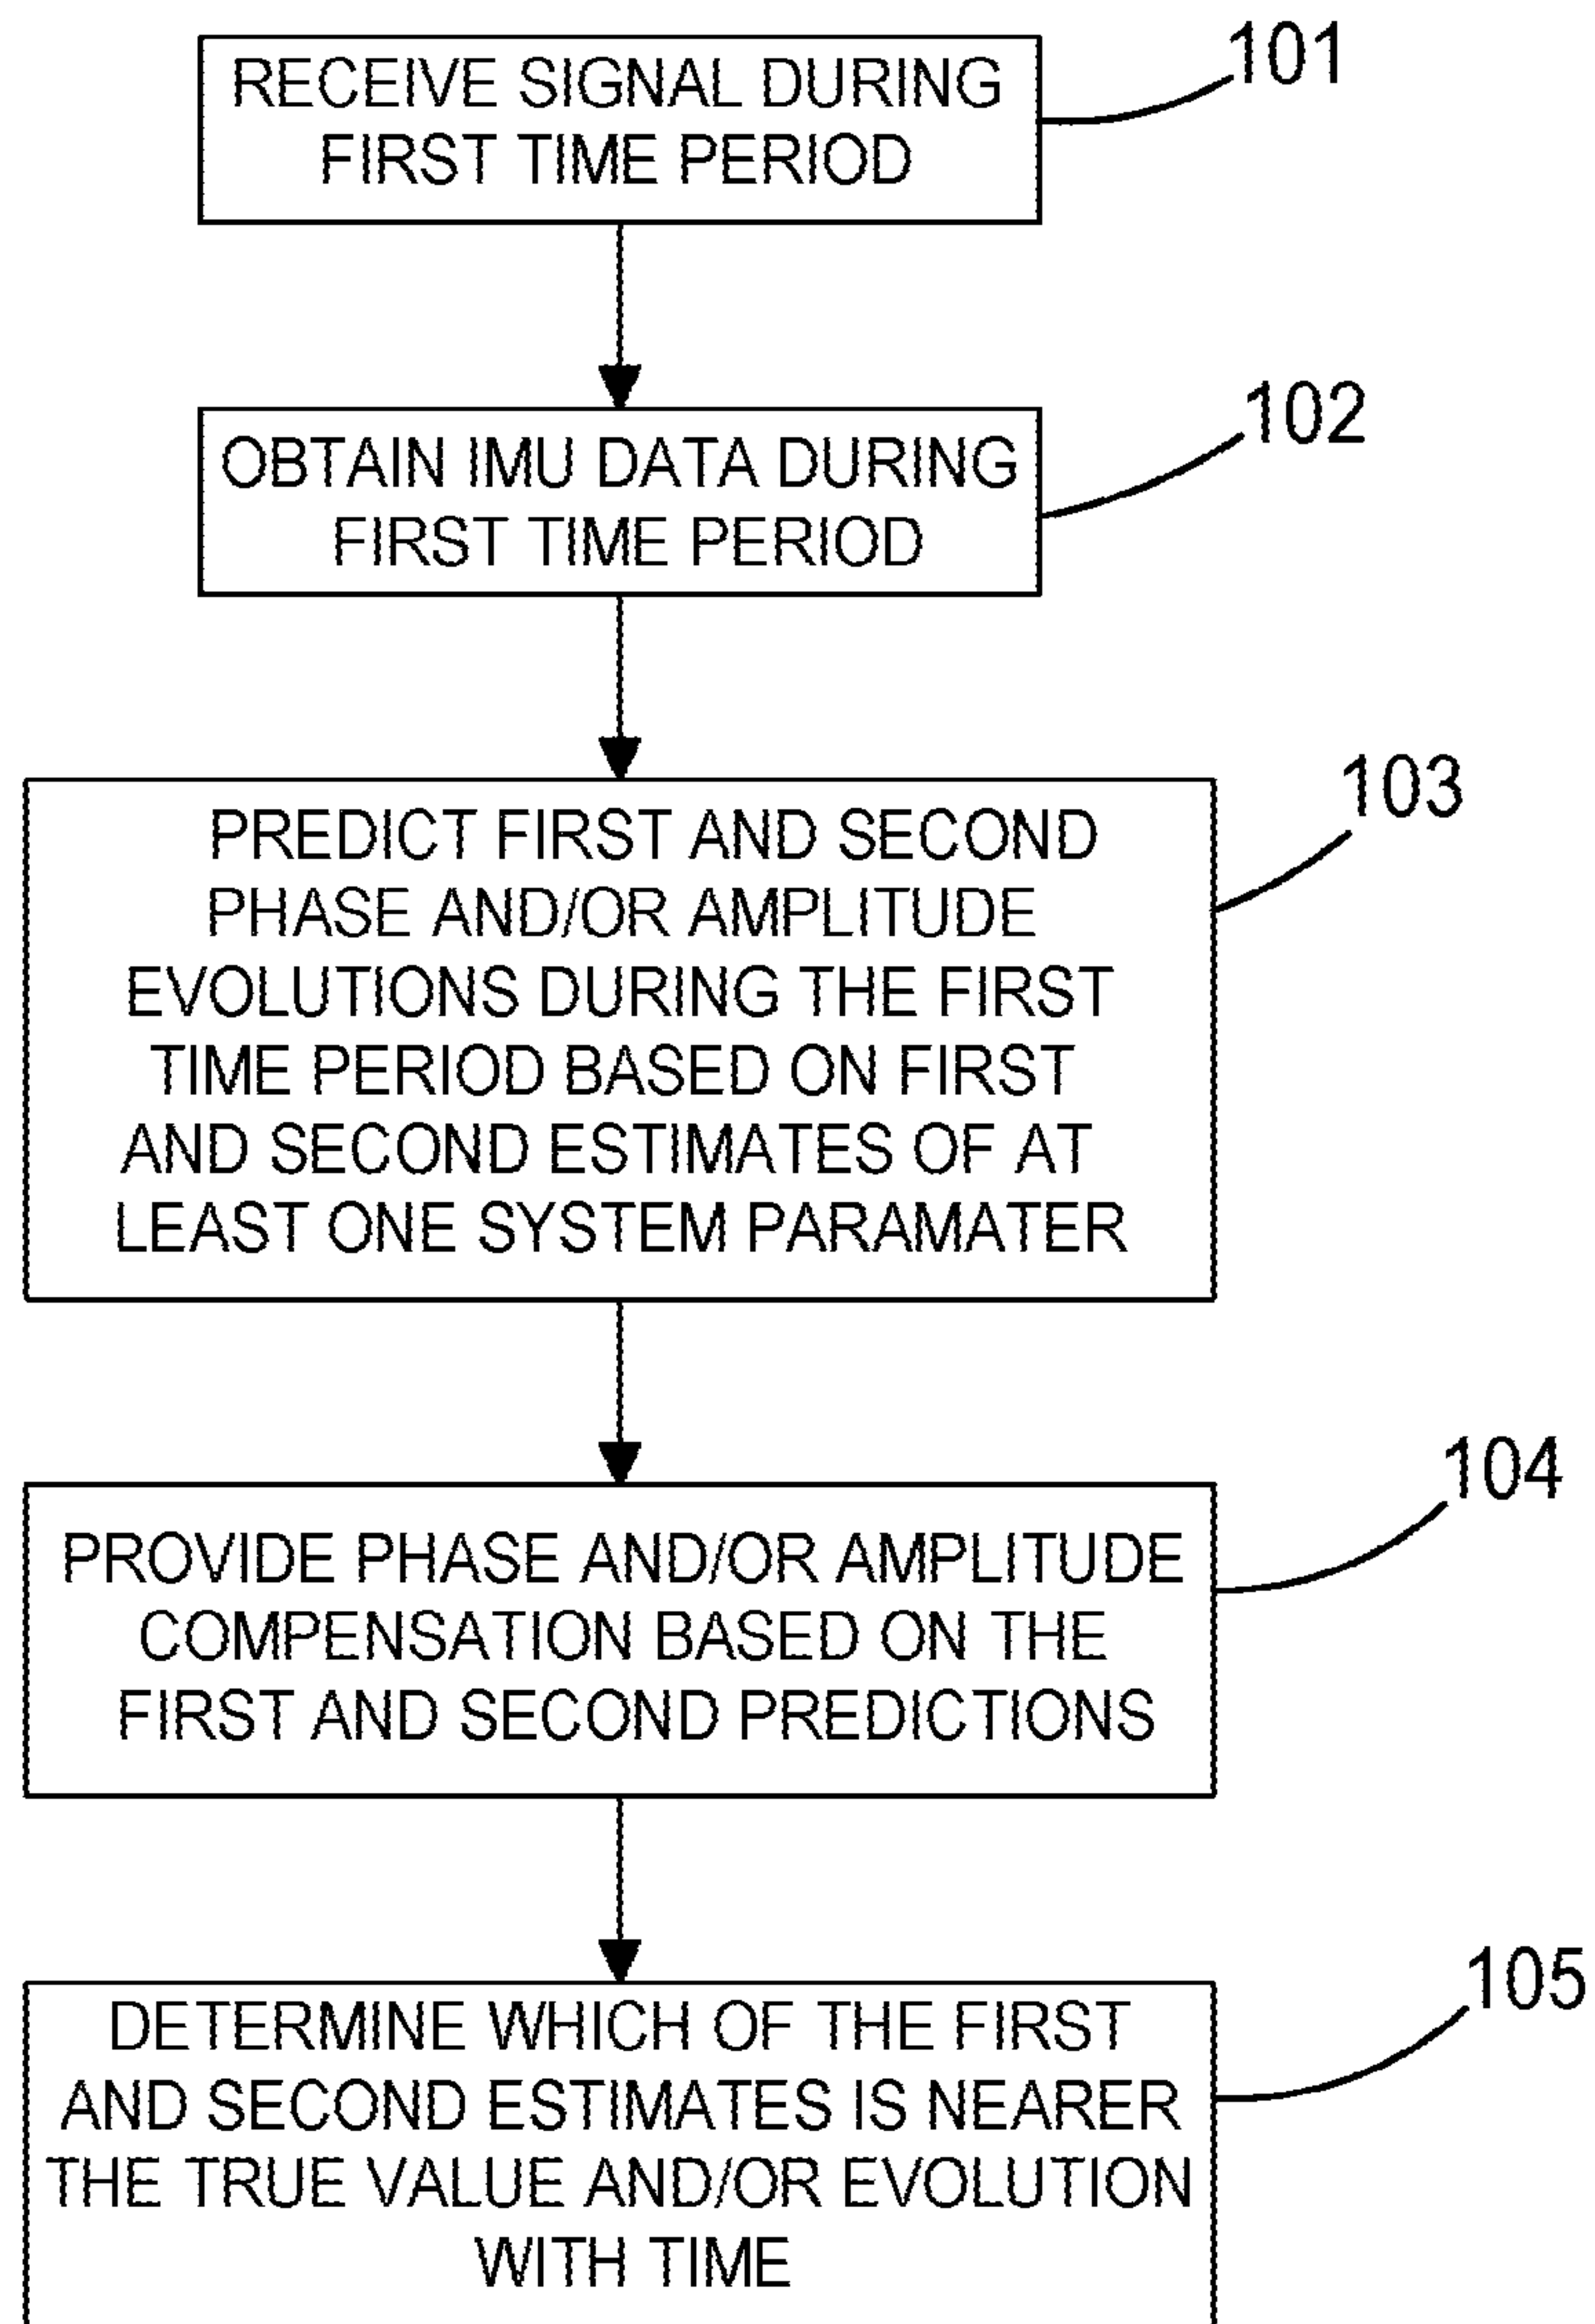 RECEIVE SIGNAL DURING
FIRST TIME PERIOD
101
OBTAIN IMU DATA DURING
FIRST TIME PERIOD
102
PREDICT FIRST AND SECOND
PHASE AND/OR AMPLITUDE
EVOLUTIONS DURING THE FIRST
TIME PERIOD BASED ON FIRST
AND SECOND ESTIMATES OF AT
LEAST ONE SYSTEM PARAMATER
103
PROVIDE PHASE AND/OR AMPLITUDE
COMPENSATION BASED ON THE
FIRST AND SECOND PREDICTIONS
104
DETERMINE WHICH OF THE FIRST
AND SECOND ESTIMATES IS NEARER
THE TRUE VALUE AND/OR EVOLUTION
WITH TIME
105